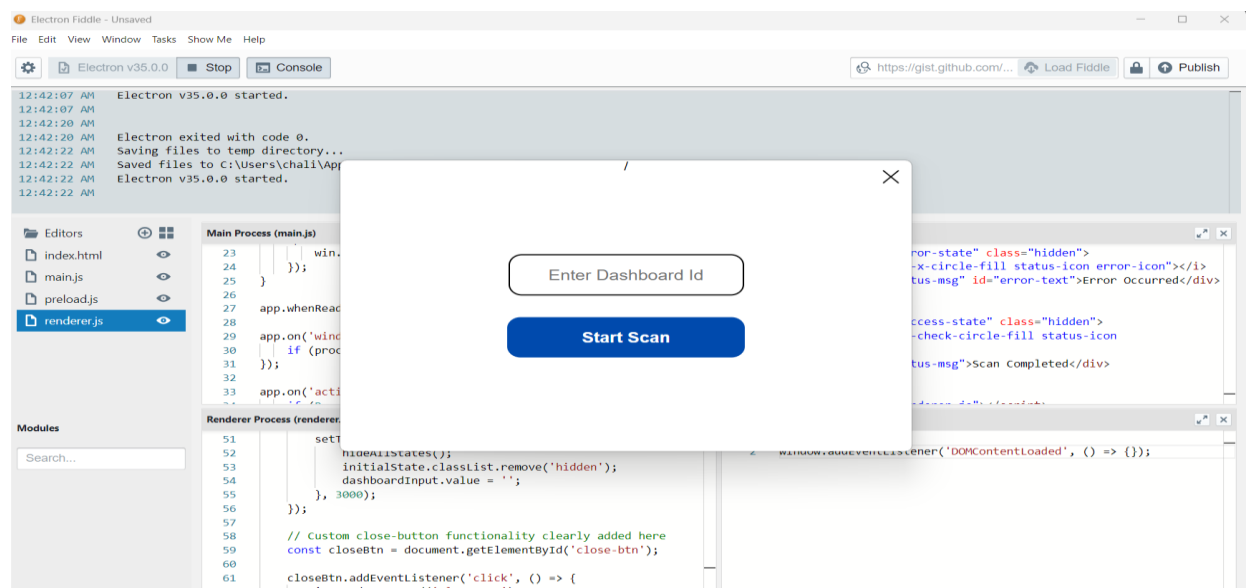 Electron Fiddle - Unsaved
File Edit View Window Tasks Show Me Help
Electron v35.0.0 Stop Console https://gist.github.com/... Load Fiddle Publish
12:42:07 AM Electron v35.0.0 started.
12:42:07 AM
12:42:20 AM
12:42:20 AM Electron exited with code 0.
12:42:22 AM Saving files to temp directory...
12:42:22 AM Saved files to C:\Users\chali\App
12:42:22 AM Electron v35.0.0 started.
12:42:22 AM
/
Enter Dashboard Id
Start Scan
Editors
index.html
main.js
preload.js
renderer.js
Modules
Search...
Main Process (main.js)
23 win.
24 });
25 }
26
27 app.whenRead
28
29 app.on('wind
30 if (proc
31 });
32
33 app.on('acti
ror-state" class="hidden">
-x-circle-fill status-icon error-icon"></i>
tus-msg" id="error-text">Error Occurred</div>
ccess-state" class="hidden">
-check-circle-fill status-icon
tus-msg">Scan Completed</div>
Renderer Process (renderer.
51 setT
52 hideAllStates();
53 initialstate.classList.remove('hidden');
54 dashboardInput.value = '';
55 }, 3000);
56 });
57
58 // Custom close-button functionality clearly added here
59 const closeBtn = document.getElementById('close-btn');
60
61 closeBtn.addEventListener('click', () => {
2 window.addEventListener('DOMContentLoaded', () => {});